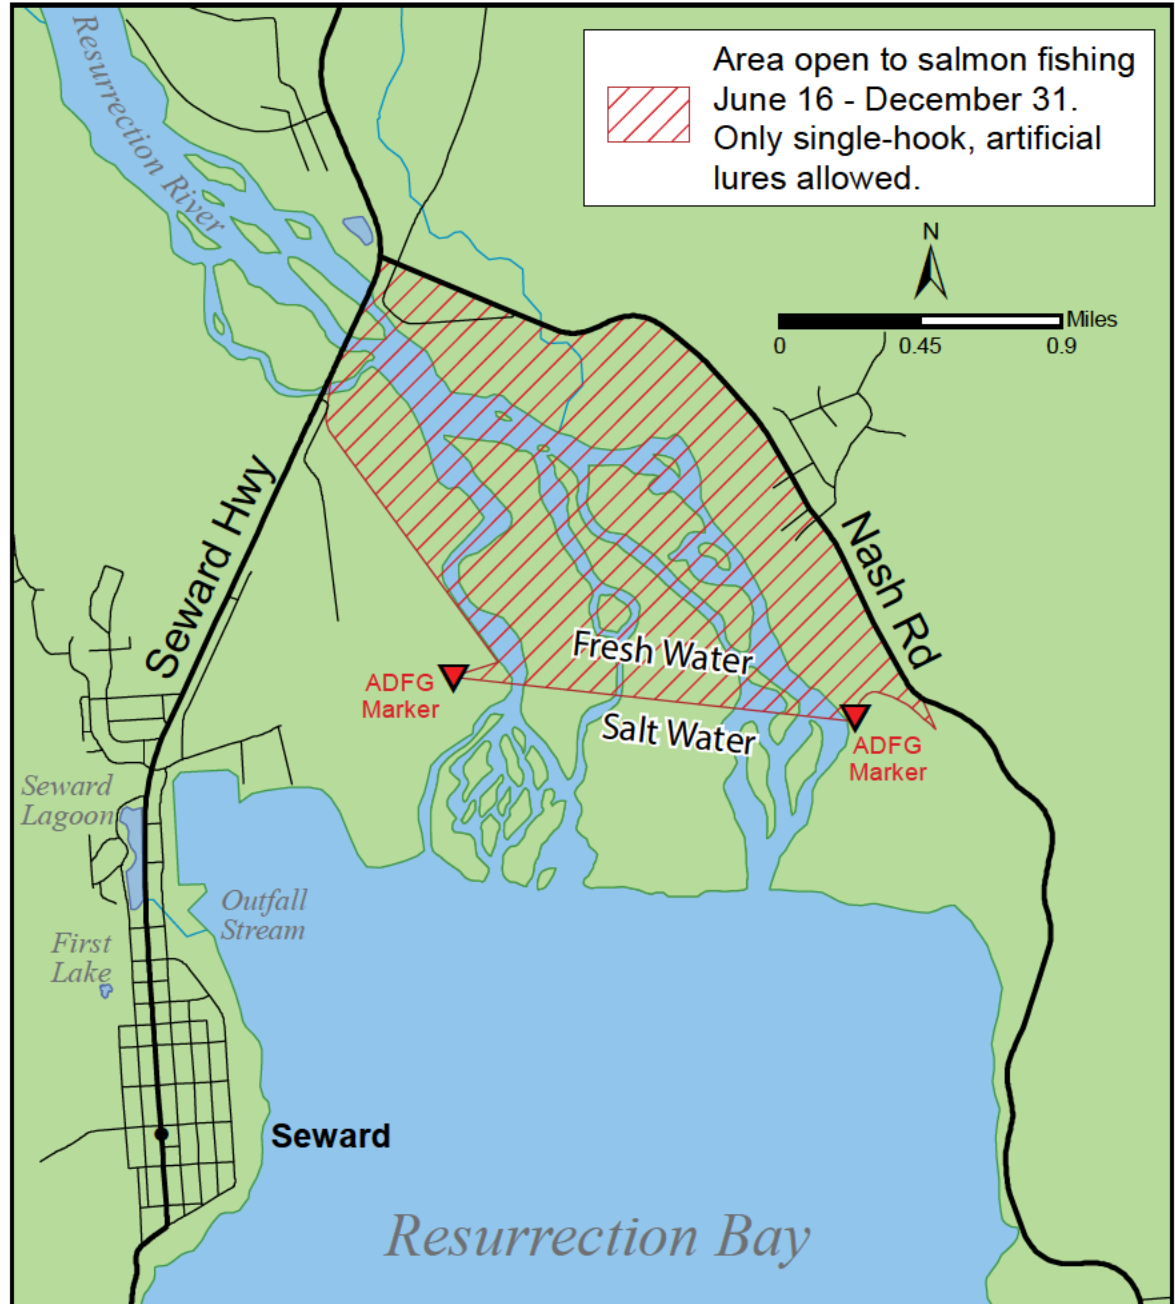 Resurrection River
Area open to salmon fishing
June 16 - December 31.
Only single-hook, artificial
lures allowed.
N
Miles
0 0.45 0.9
Seward Hwy
Nash Rd
Fresh Water
ADFG
Marker
Salt Water
ADFG
Marker
Seward
Lagoon
Outfall
Stream
First
Lake
Seward
Resurrection Bay